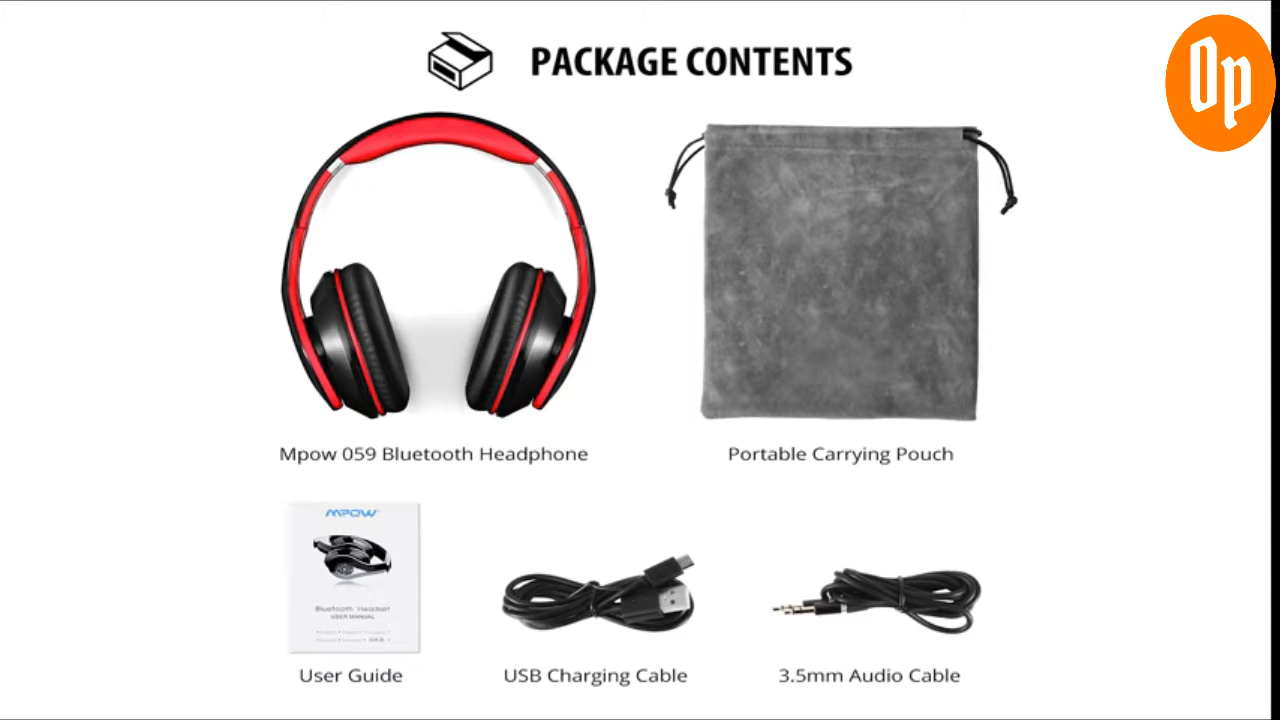 PACKAGE CONTENTS
Op
Mpow 059 Bluetooth Headphone
Portable Carrying Pouch
MPOW
Bluetooth Headset
USER MANUAL
User Guide
USB Charging Cable
3.5mm Audio Cable